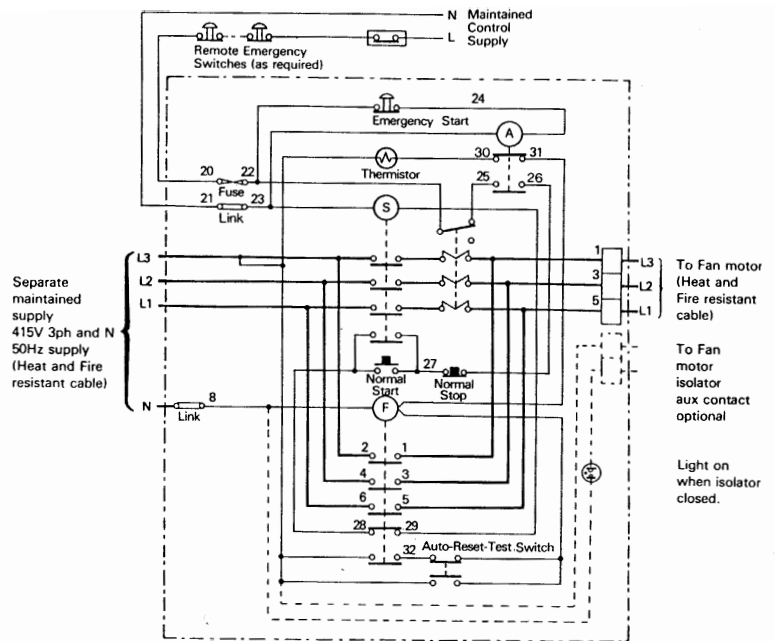 N Maintained
Control
L Supply
Remote Emergency
Switches (as required)
24
Emergency Start
A
30 31
Thermistor
20 22
Fuse
25 26
21 23
Link
S
L3
L2
L1
Separate
maintained
supply
415V 3ph and N
50Hz supply
(Heat and Fire
resistant cable)
1 L3
3 L2
5 L1
To Fan motor
(Heat and
Fire resistant
cable)
27
Normal
Start
Normal
Stop
To Fan
motor
isolator
aux contact
optional
N 8
Link
F
2 1
4 3
6 5
28 29
32 Auto-Reset-Test.Switch
Light on
when isolator
closed.